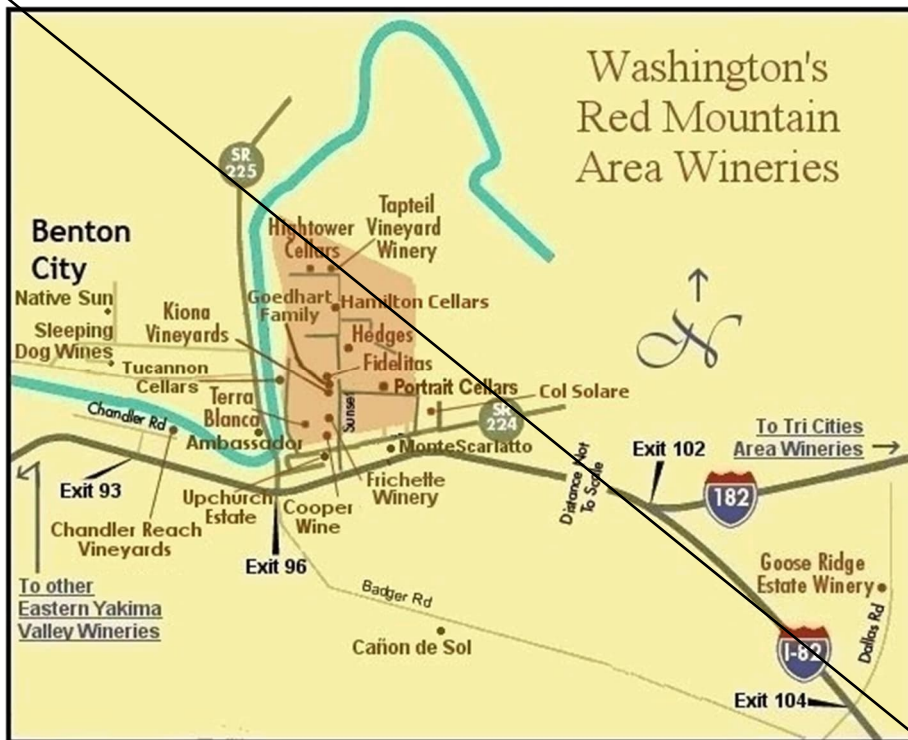 Washington's
Red Mountain
Area Wineries
SR
225
Benton
City
Tapteil
Vineyard
Winery
Hightower
Cellars
Native Sun
Sleeping
Dog Wines
Kiona
Vineyards
Goedhart
Family
Hamilton Cellars
Hedges
Fidelitas
Tucannon
Cellars
Portrait Cellars
Col Solare
Terra
Blanca
Sunset
SR
224
Chandler Rd
Ambassador
MonteScarlatto
To Tri Cities
Area Wineries
Exit 102
Distance Not
To Scale
182
Exit 93
Upchurch
Estate
Cooper
Wine
Frichette
Winery
Chandler Reach
Vineyards
Exit 96
To other
Eastern Yakima
Valley Wineries
Badger Rd
Cañon de Sol
Goose Ridge
Estate Winery
Dallas Rd
I-82
Exit 104
N